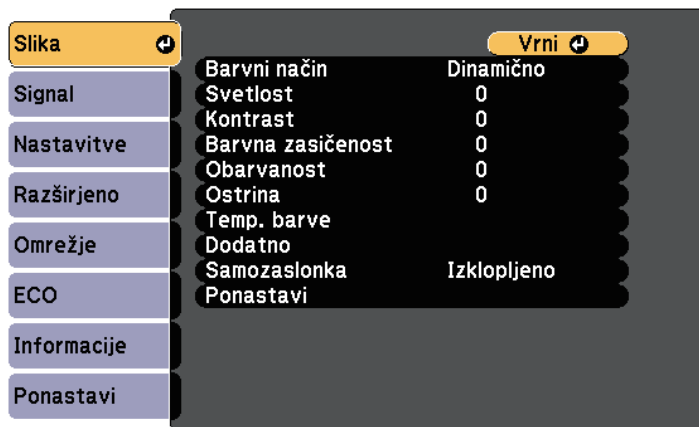 Slika
Signal
Nastavitve
Razširjeno
Omrežje
ECO
Informacije
Ponastavi
Vrni
Barvni način Dinamično
Svetlost 0
Kontrast 0
Barvna zasičenost 0
Obarvanost 0
Ostrina 0
Temp. barve
Dodatno
Samozaslonka Izklopljeno
Ponastavi